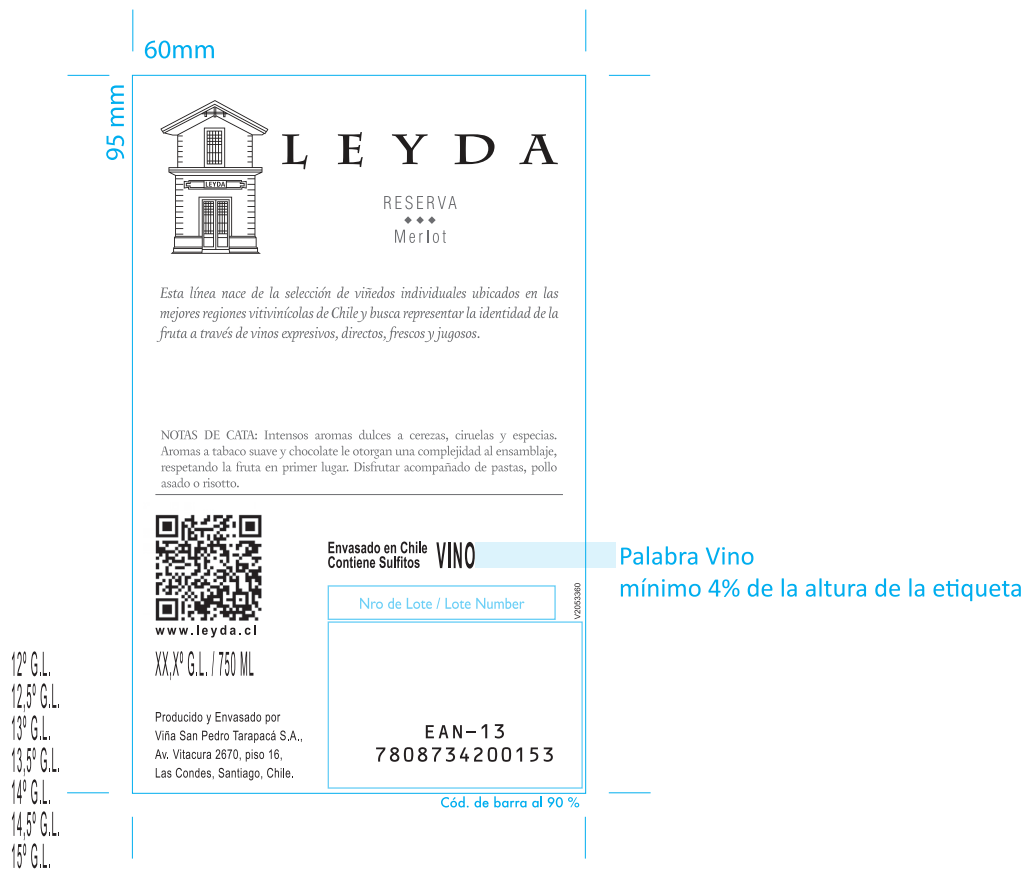 60mm
95 mm
LEYDA
LEYDA
RESERVA
Merlot
Esta línea nace de la selección de viñedos individuales ubicados en las
mejores regiones vitivinícolas de Chile y busca representar la identidad de la
fruta a través de vinos expresivos, directos, frescos y jugosos.
NOTAS DE CATA: Intensos aromas dulces a cerezas, ciruelas y especias.
Aromas a tabaco suave y chocolate le otorgan una complejidad al ensamblaje,
respetando la fruta en primer lugar. Disfrutar acompañado de pastas, pollo
asado o risotto.
www.leyda.cl
XX,Xº G.L. / 750 ML
Producido y Envasado por
Viña San Pedro Tarapacá S.A.,
Av. Vitacura 2670, piso 16,
Las Condes, Santiago, Chile.
Envasado en Chile
Contiene Sulfitos
VINO
Nro de Lote / Lote Number
V2053360
EAN-13
7808734200153
Cód. de barra al 90 %
Palabra Vino
mínimo 4% de la altura de la etiqueta
12º G.L.
12,5º G.L.
13º G.L.
13,5º G.L.
14º G.L.
14,5º G.L.
15º G.L.